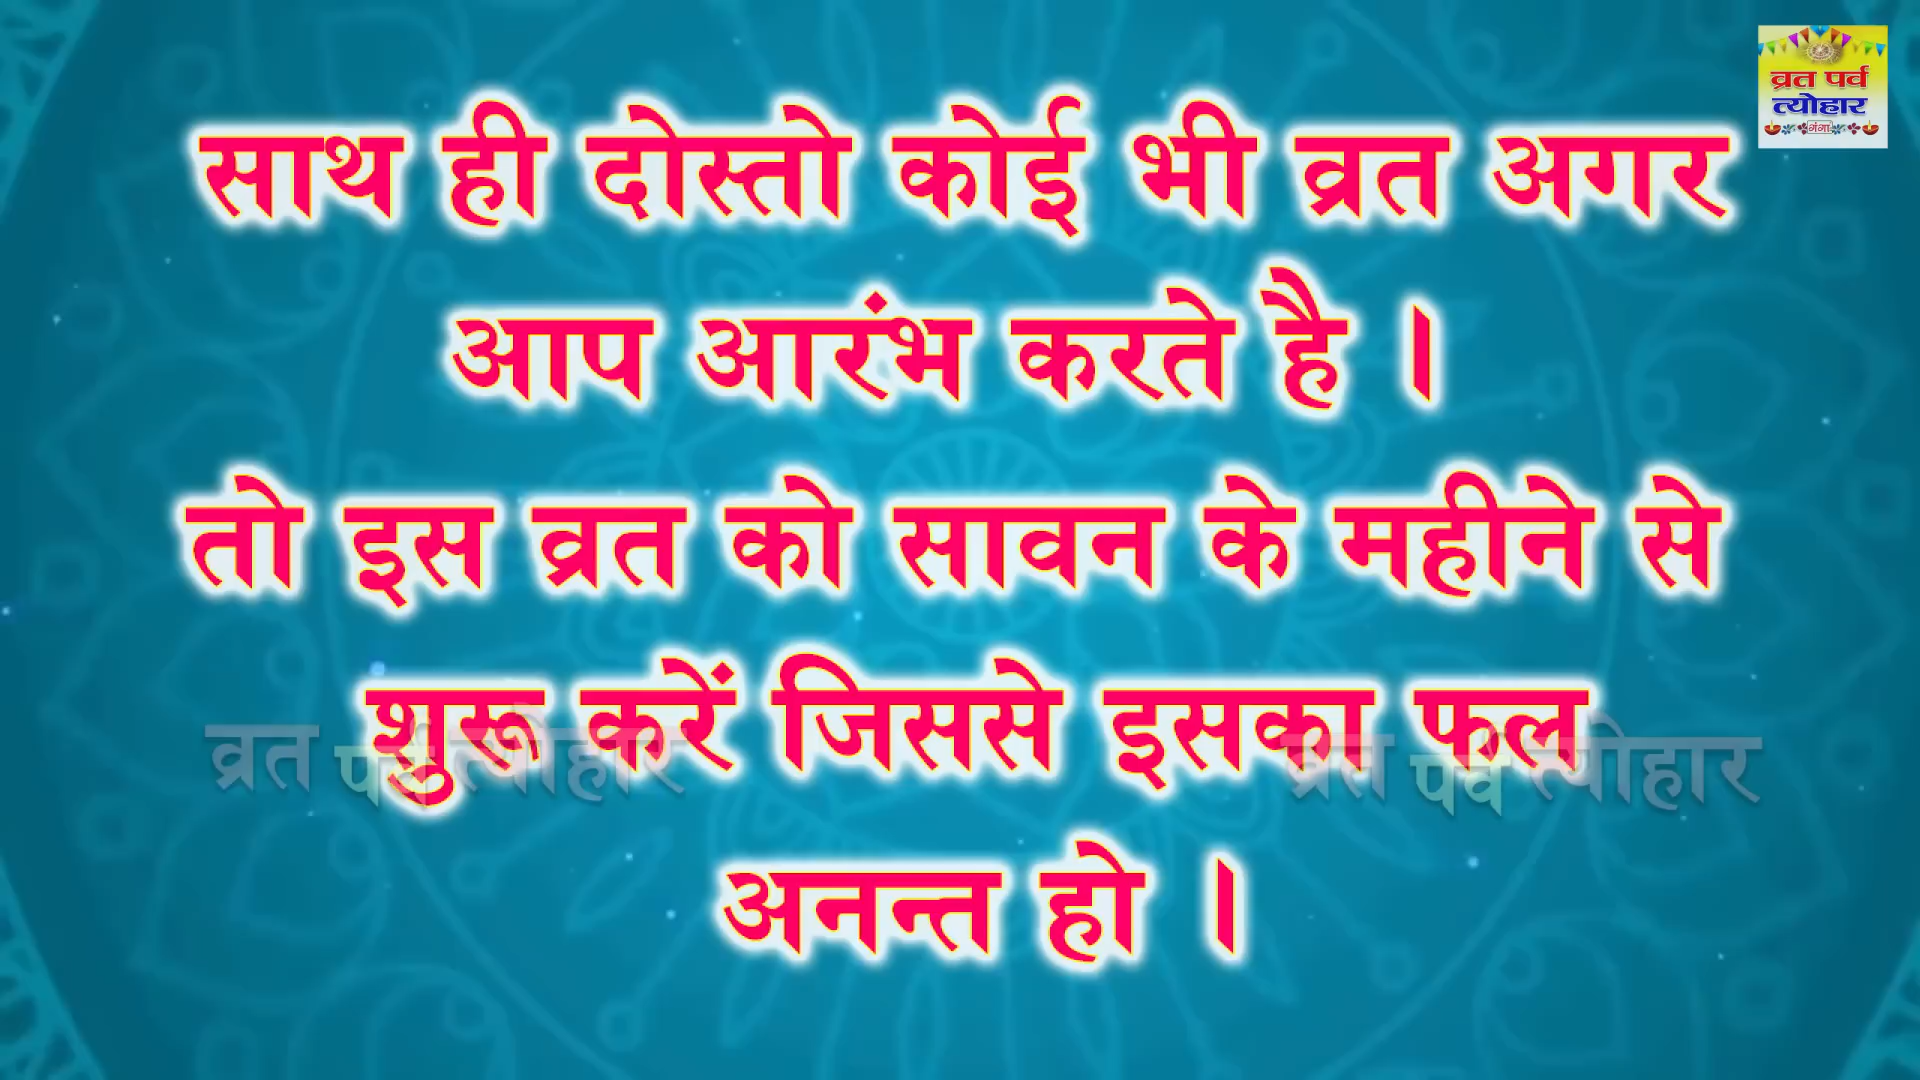 व्रत पर्व
त्योहार
गंगा
साथ ही दोस्तो कोई भी व्रत अगर
आप आरंभ करते है ।
तो इस व्रत को सावन के महीने से
शुरू करें जिससे इसका फल
व्रत पर्व त्योहार
व्रत पर्व त्योहार
अनन्त हो ।